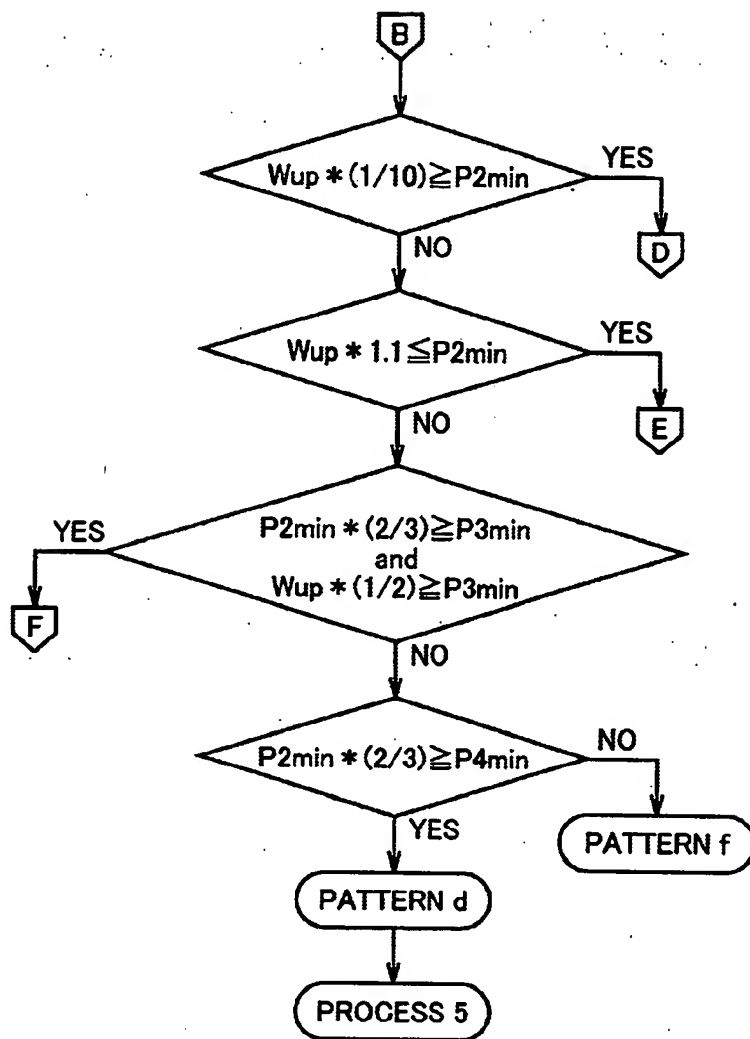 B
Wup * (1/10) ≧ P2min
YES
D
NO
Wup * 1.1 ≦ P2min
YES
E
NO
YES
P2min * (2/3) ≧ P3min
and
Wup * (1/2) ≧ P3min
F
NO
P2min * (2/3) ≧ P4min
NO
YES
PATTERN f
PATTERN d
PROCESS 5